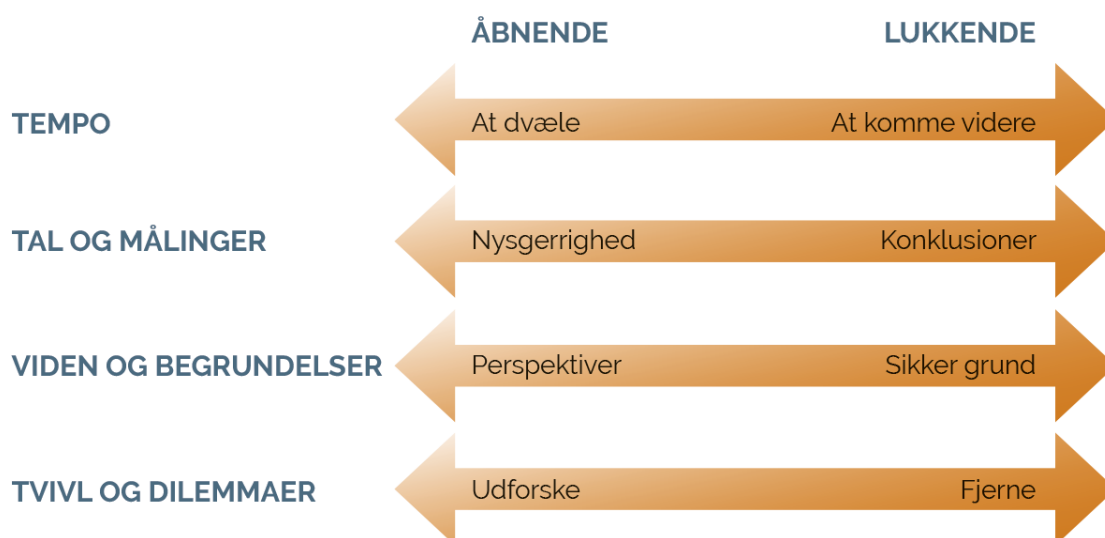 ÅBNENDE LUKKENDE
TEMPO At dvæle At komme videre
TAL OG MÅLINGER Nysgerrighed Konklusioner
VIDEN OG BEGRUNDELSER Perspektiver Sikker grund
TVIVL OG DILEMMAER Udforske Fjerne